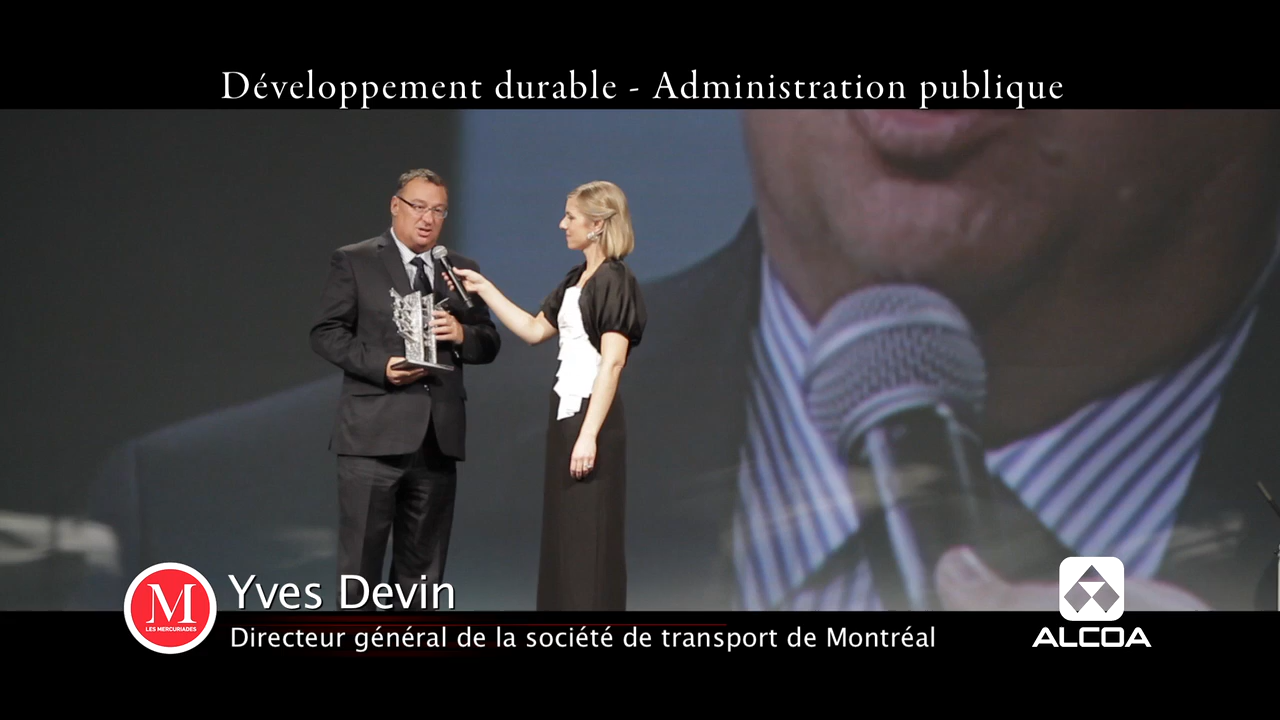 Développement durable - Administration publique
M
LES MERCURIADES
Yves Devin
Directeur général de la société de transport de Montréal
ALCOA